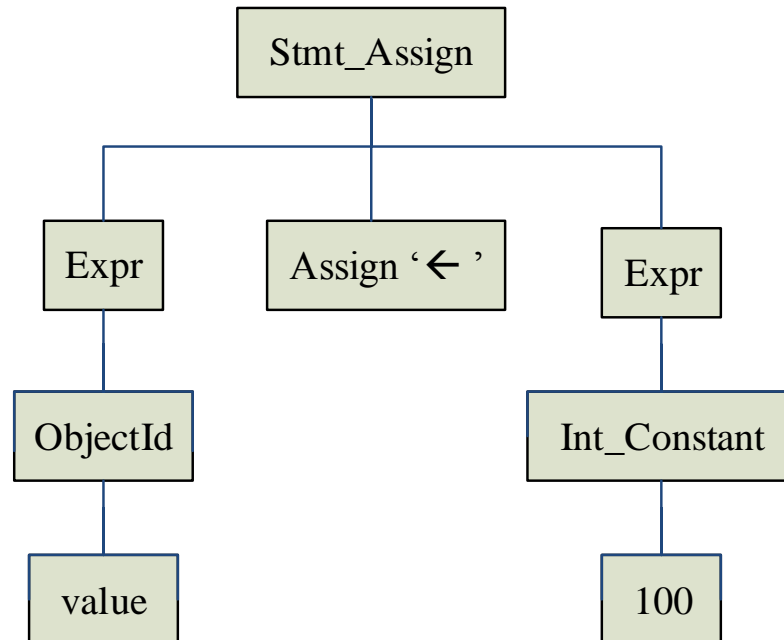 Stmt_Assign
Expr
Assign ‘ ← ’
Expr
ObjectId
Int_Constant
value
100